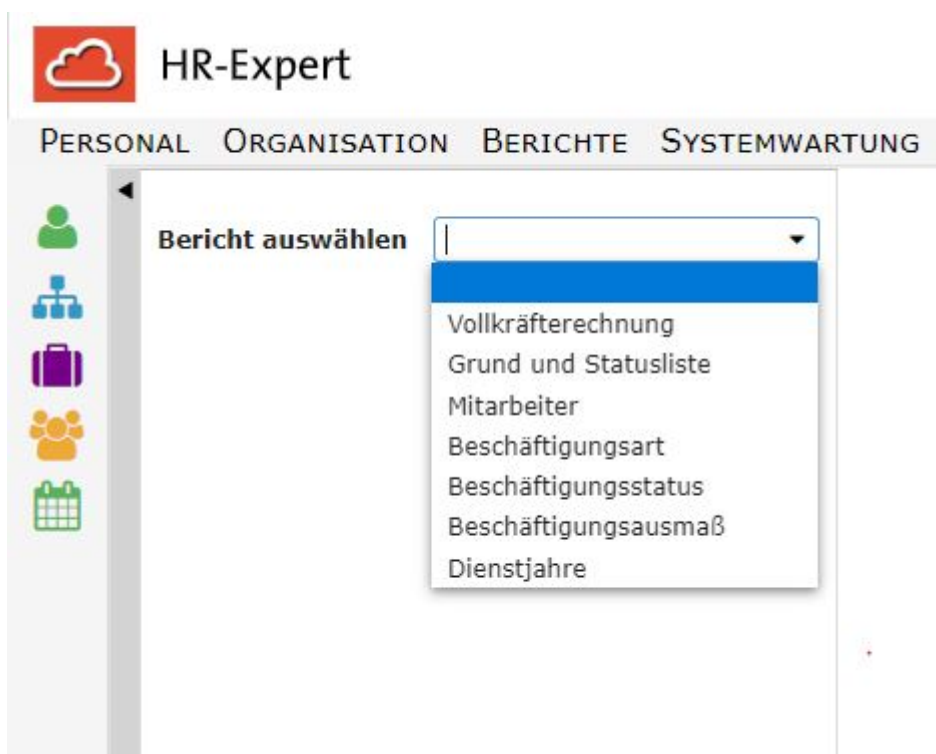 HR-Expert
PERSONAL ORGANISATION BERICHTE SYSTEMWARTUNG
Bericht auswählen
Vollkräfterechnung
Grund und Statusliste
Mitarbeiter
Beschäftigungsart
Beschäftigungsstatus
Beschäftigungsausmaß
Dienstjahre